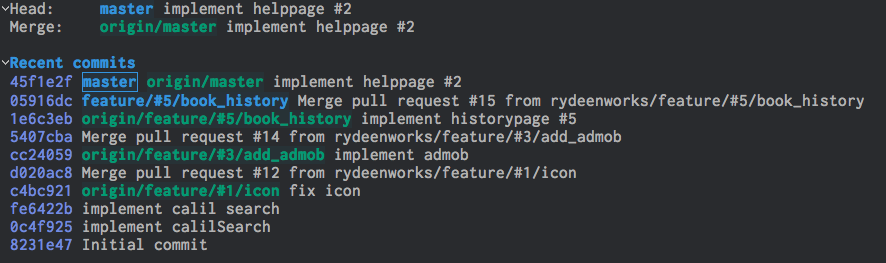 Head: master implement helppage #2
Merge: origin/master implement helppage #2
Recent commits
45f1e2f master origin/master implement helppage #2
05916dc feature/#5/book_history Merge pull request #15 from rydeenworks/feature/#5/book_history
1e6c3eb origin/feature/#5/book_history implement historypage #5
5407cba Merge pull request #14 from rydeenworks/feature/#3/add_admob
cc24059 origin/feature/#3/add_admob implement admob
d020ac8 Merge pull request #12 from rydeenworks/feature/#1/icon
c4bc921 origin/feature/#1/icon fix icon
fe6422b implement calil search
0c4f925 implement calilSearch
8231e47 Initial commit